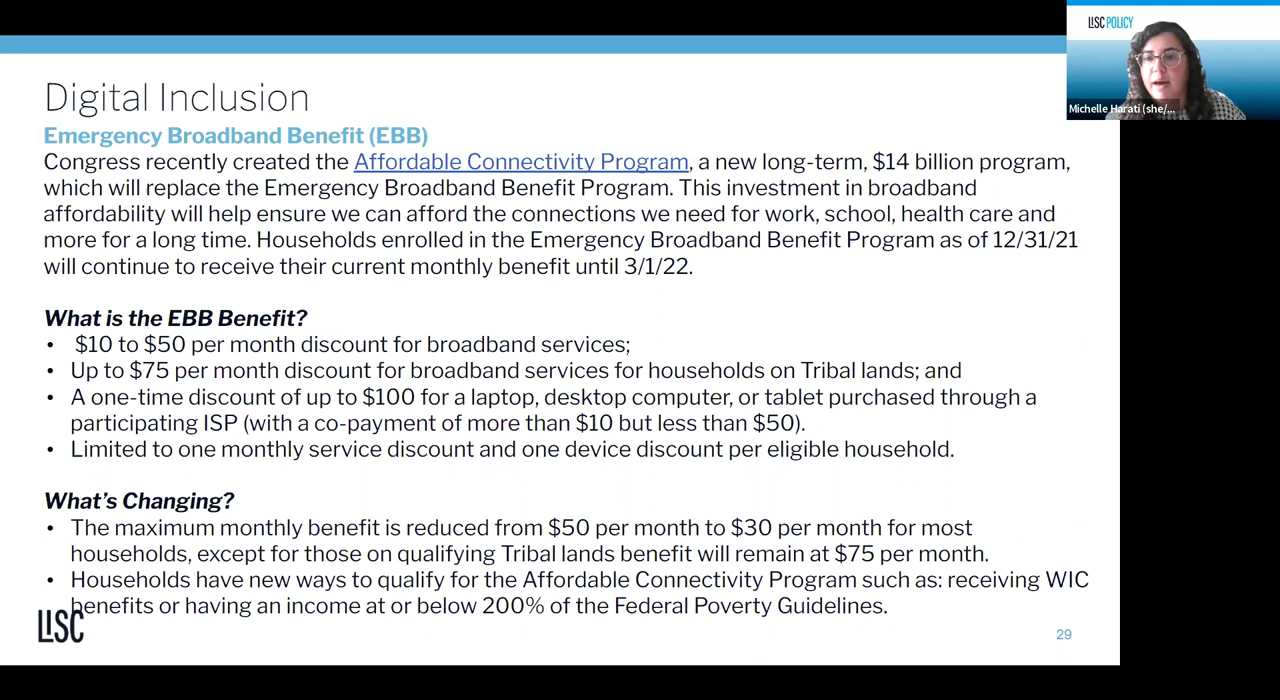 LISC POLICY
Michelle Harati (she/...
Digital Inclusion
Emergency Broadband Benefit (EBB)
Congress recently created the Affordable Connectivity Program, a new long-term, $14 billion program,
which will replace the Emergency Broadband Benefit Program. This investment in broadband
affordability will help ensure we can afford the connections we need for work, school, health care and
more for a long time. Households enrolled in the Emergency Broadband Benefit Program as of 12/31/21
will continue to receive their current monthly benefit until 3/1/22.
What is the EBB Benefit?
• $10 to $50 per month discount for broadband services;
• Up to $75 per month discount for broadband services for households on Tribal lands; and
• A one-time discount of up to $100 for a laptop, desktop computer, or tablet purchased through a
participating ISP (with a co-payment of more than $10 but less than $50).
• Limited to one monthly service discount and one device discount per eligible household.
What's Changing?
• The maximum monthly benefit is reduced from $50 per month to $30 per month for most
households, except for those on qualifying Tribal lands benefit will remain at $75 per month.
• Households have new ways to qualify for the Affordable Connectivity Program such as: receiving WIC
benefits or having an income at or below 200% of the Federal Poverty Guidelines.
LISC
29